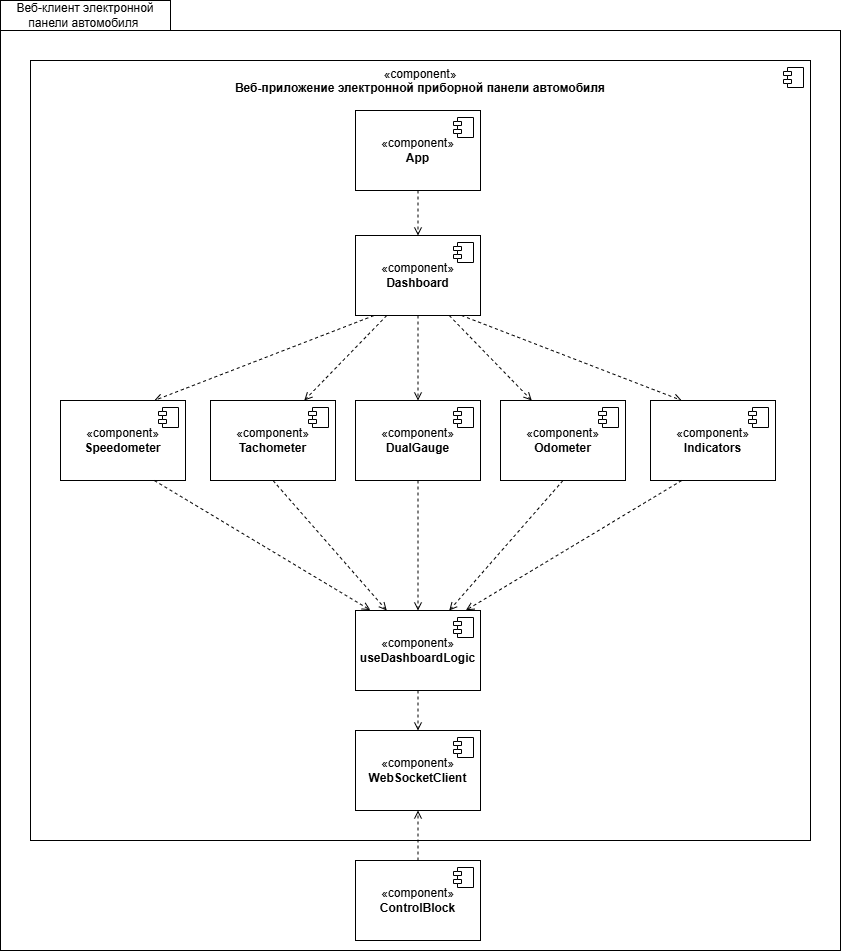 Веб-клиент электронной
панели автомобиля
«component»
Веб-приложение электронной приборной панели автомобиля
«component»
App
«component»
Dashboard
«component»
Speedometer
«component»
Tachometer
«component»
DualGauge
«component»
Odometer
«component»
Indicators
«component»
useDashboardLogic
«component»
WebSocketClient
«component»
ControlBlock